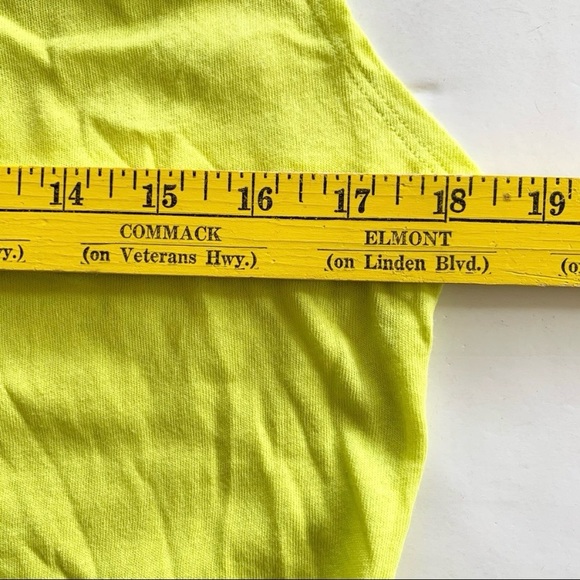 14 15 16 17 18 19
COMMACK ELMONT
y.) (on Veterans Hwy.) (on Linden Blvd.) (o